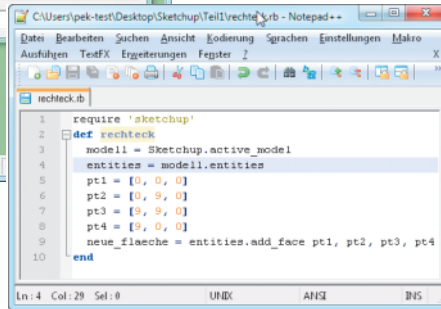 C:\Users\pek-test\Desktop\Sketchup\Teil1\rechteck.rb - Notepad++
Datei Bearbeiten Suchen Ansicht Kodierung Sprachen Einstellungen Makro
Ausführen TextFX Erweiterungen Fenster ? X
rechteck.rb
1 require 'sketchup'
2 def rechteck
3 modell = Sketchup.active_model
4 entities = modell.entities
5 pt1 = [0, 0, 0]
6 pt2 = [0, 9, 0]
7 pt3 = [9, 9, 0]
8 pt4 = [9, 0, 0]
9 neue_flaeche = entities.add_face pt1, pt2, pt3, pt4
10 end
Ln : 4 Col : 29 Sel : 0 UNIX ANSI INS